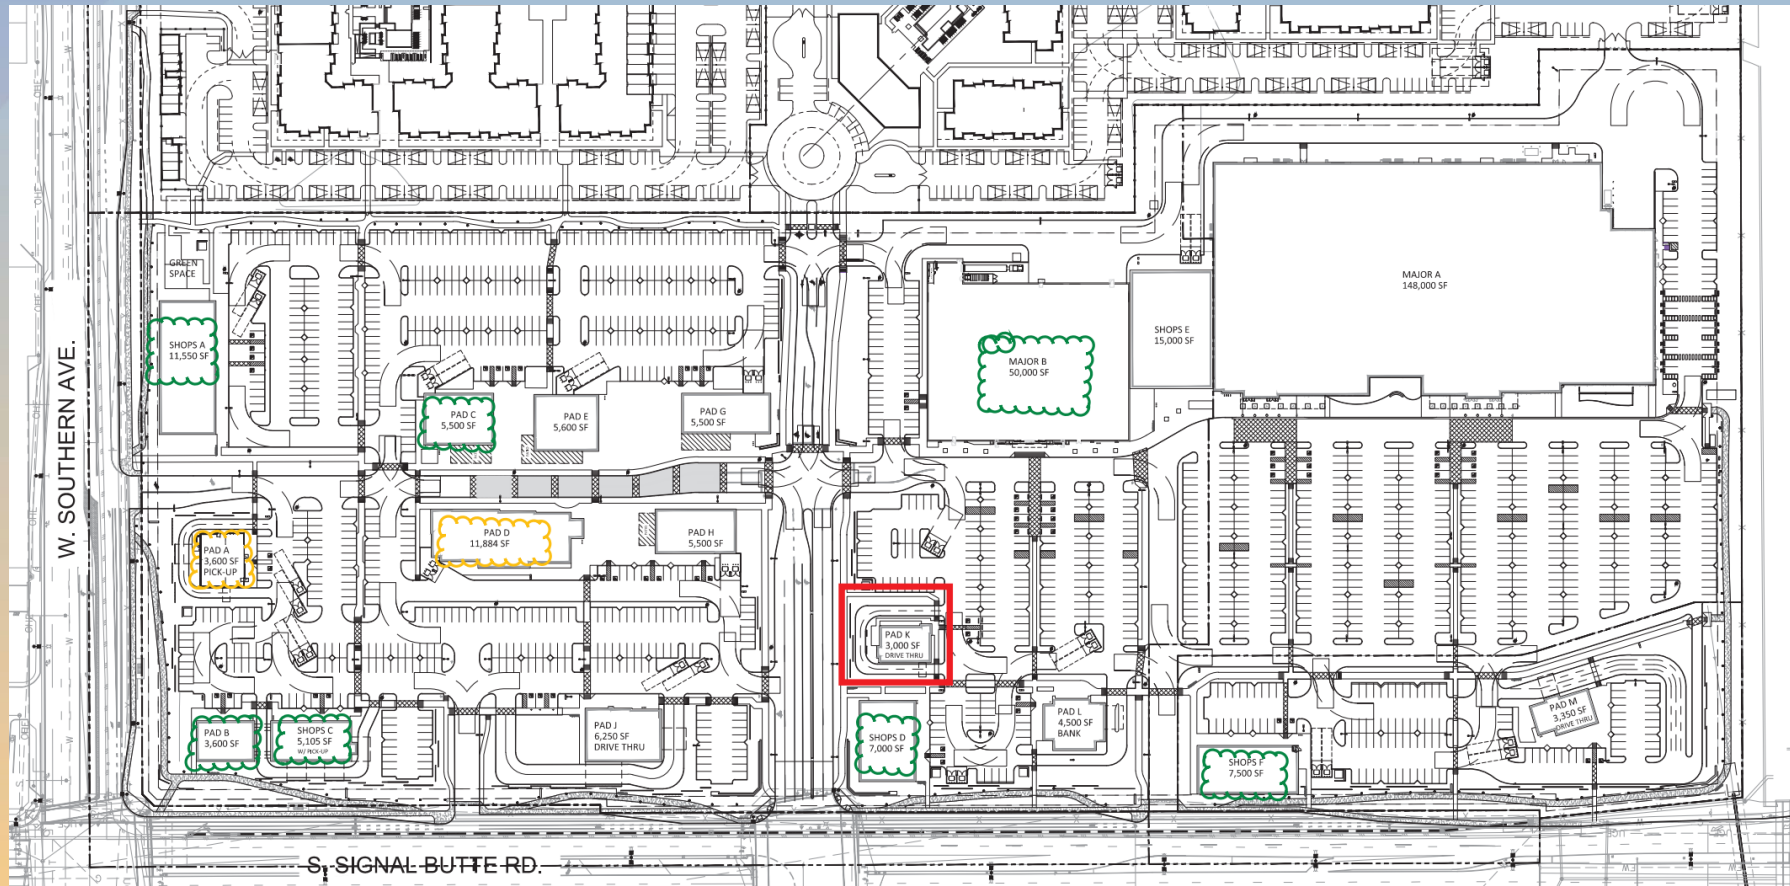 GREEN
SPACE
SHOPS A
11,550 SF
MAJOR A
148,000 SF
SHOPS E
15,000 SF
MAJOR B
50,000 SF
PAD C
5,500 SF
PAD E
5,600 SF
PAD G
5,500 SF
W. SOUTHERN AVE.
PAD A
3,600 SF
PICK-UP
PAD D
11,884 SF
PAD H
5,500 SF
PAD K
3,000 SF
DRIVE THRU
PAD B
3,600 SF
SHOPS C
5,105 SF
W/ PICK-UP
PAD J
6,250 SF
DRIVE THRU
SHOPS D
7,000 SF
PAD L
4,500 SF
BANK
PAD M
3,350 SF
DRIVE THRU
SHOPS F
7,500 SF
S. SIGNAL BUTTE RD.